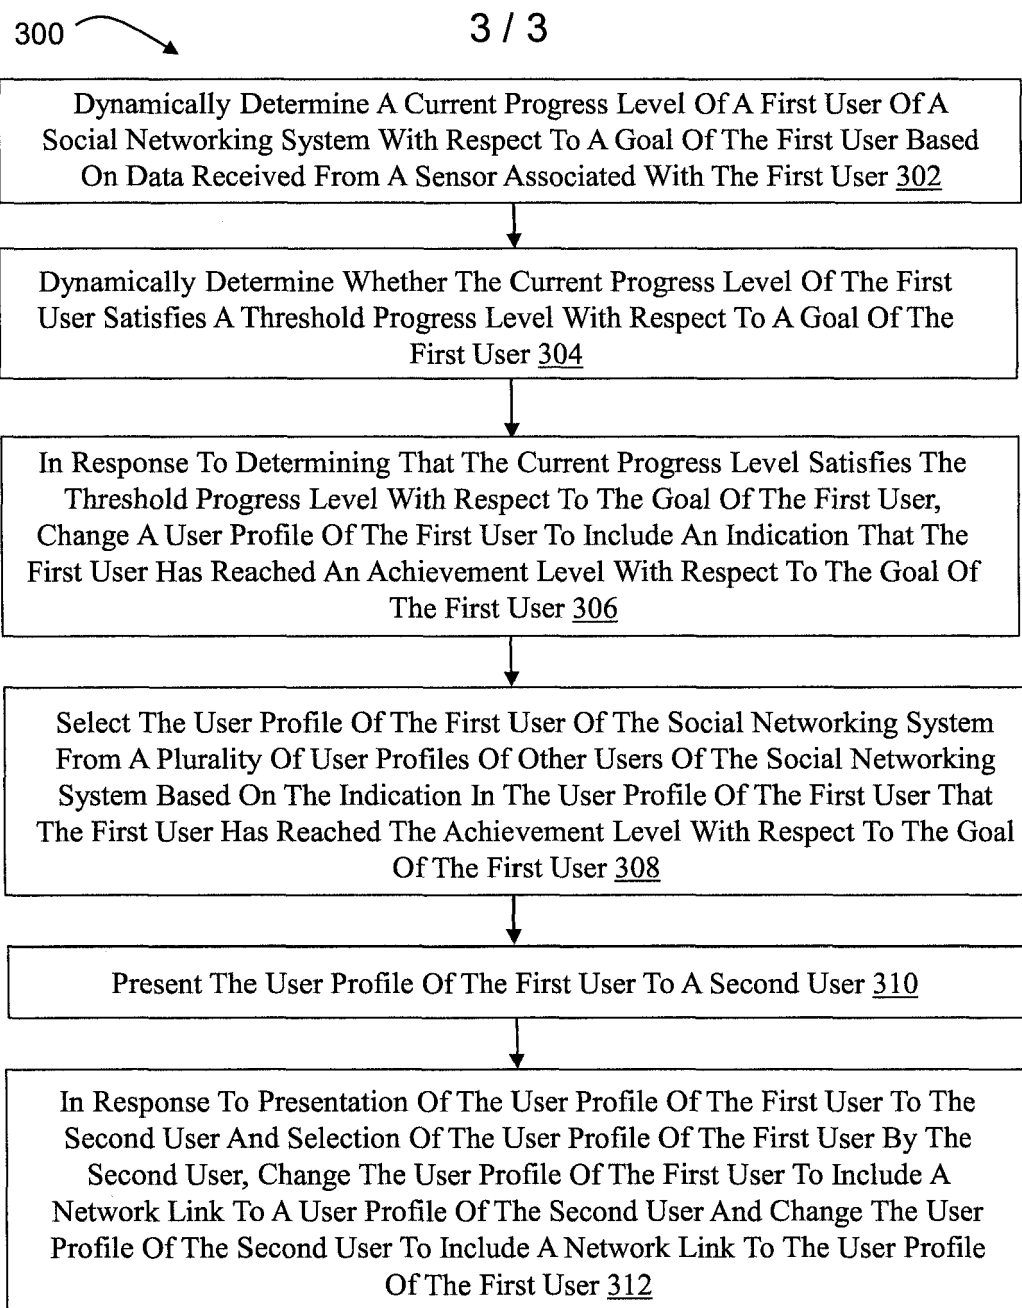 300
3 / 3
Dynamically Determine A Current Progress Level Of A First User Of A
Social Networking System With Respect To A Goal Of The First User Based
On Data Received From A Sensor Associated With The First User 302
Dynamically Determine Whether The Current Progress Level Of The First
User Satisfies A Threshold Progress Level With Respect To A Goal Of The
First User 304
In Response To Determining That The Current Progress Level Satisfies The
Threshold Progress Level With Respect To The Goal Of The First User,
Change A User Profile Of The First User To Include An Indication That The
First User Has Reached An Achievement Level With Respect To The Goal Of
The First User 306
Select The User Profile Of The First User Of The Social Networking System
From A Plurality Of User Profiles Of Other Users Of The Social Networking
System Based On The Indication In The User Profile Of The First User That
The First User Has Reached The Achievement Level With Respect To The Goal
Of The First User 308
Present The User Profile Of The First User To A Second User 310
In Response To Presentation Of The User Profile Of The First User To The
Second User And Selection Of The User Profile Of The First User By The
Second User, Change The User Profile Of The First User To Include A
Network Link To A User Profile Of The Second User And Change The User
Profile Of The Second User To Include A Network Link To The User Profile
Of The First User 312